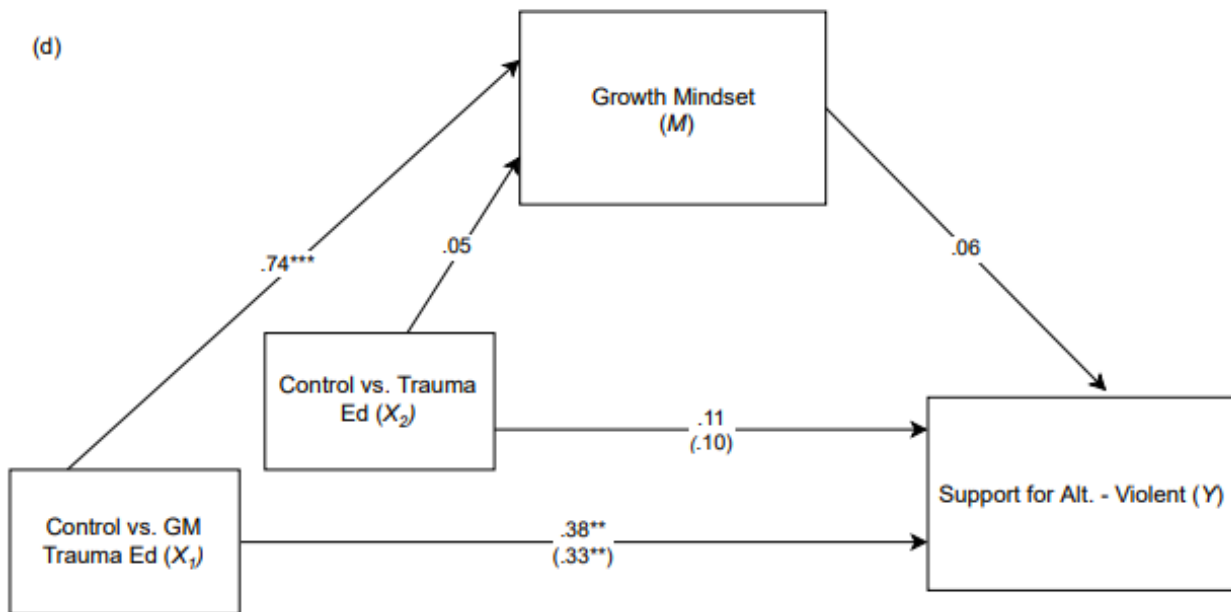 (d)
Growth Mindset
(M)
.74***
.05
.06
Control vs. Trauma
Ed (X₂)
.11
(.10)
Support for Alt. - Violent (Y)
Control vs. GM
Trauma Ed (X₁)
.38**
(.33**)